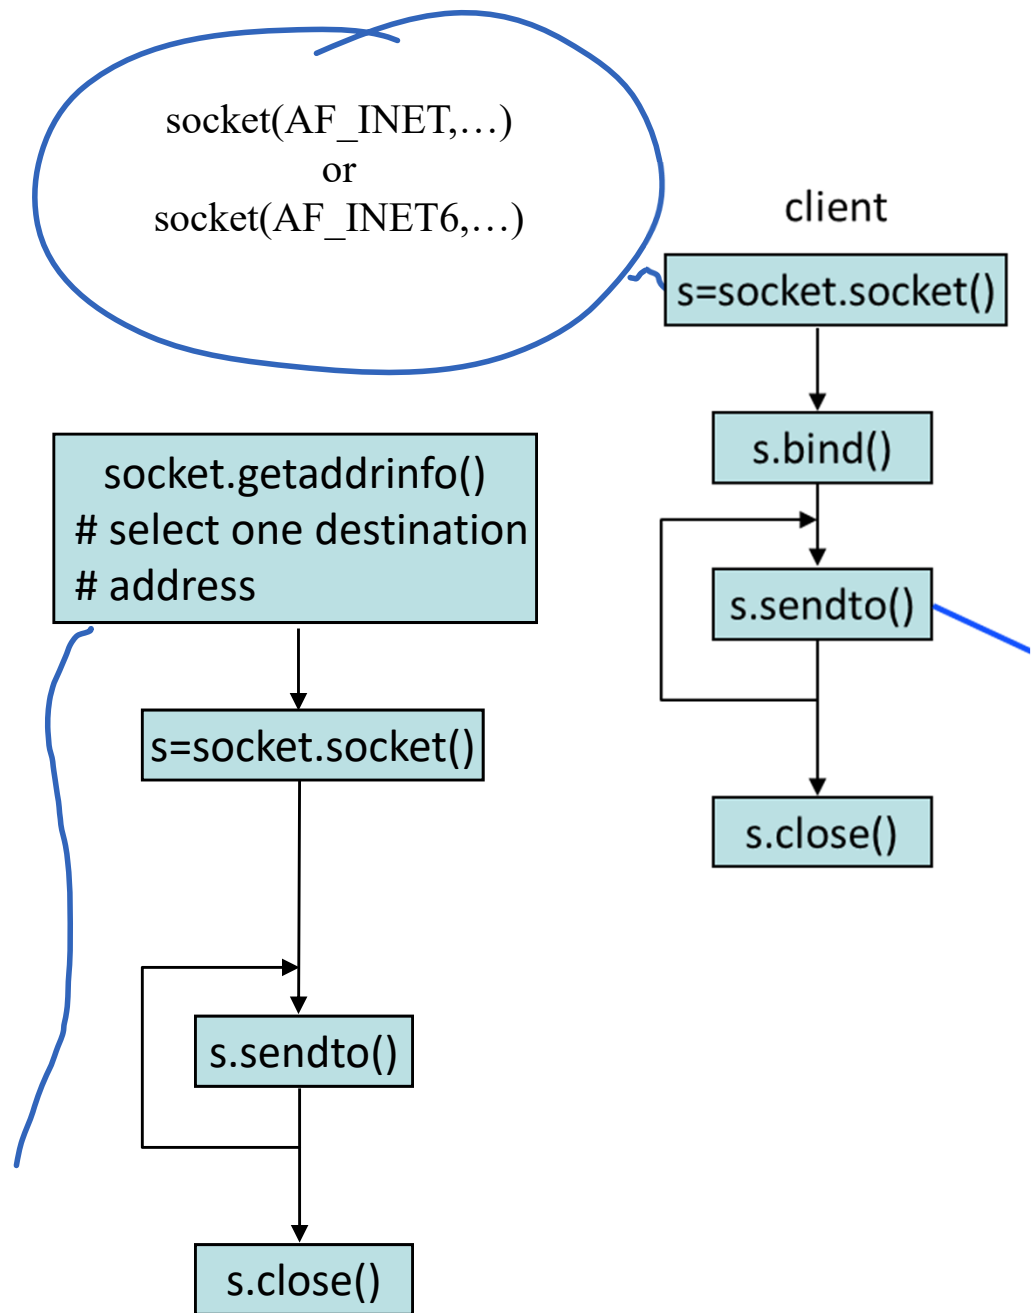 socket(AF_INET,…)
or
socket(AF_INET6,…)
client
s=socket.socket()
s.bind()
s.sendto()
s.close()
socket.getaddrinfo()
# select one destination
# address
s=socket.socket()
s.sendto()
s.close()